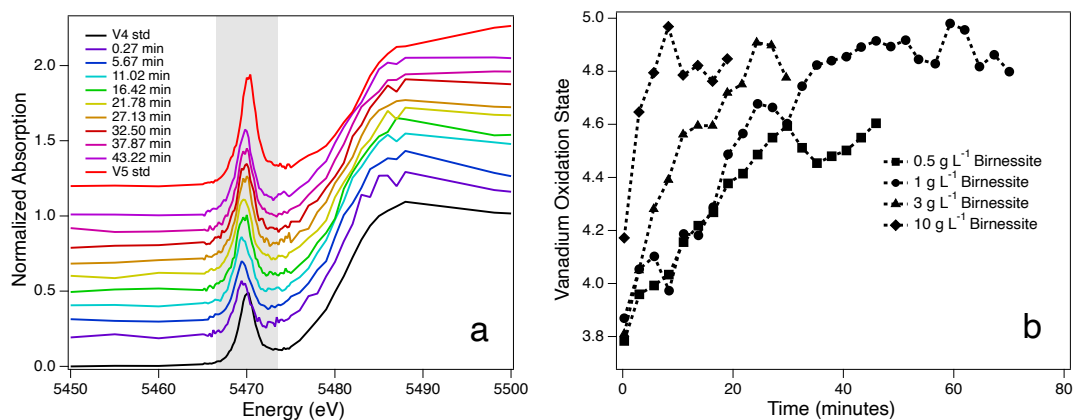 Normalized Absorption
2.0
1.5
1.0
0.5
0.0
V4 std
0.27 min
5.67 min
11.02 min
16.42 min
21.78 min
27.13 min
32.50 min
37.87 min
43.22 min
V5 std
a
5450
5460
5470
5480
5490
5500
Energy (eV)
Vanadium Oxidation State
5.0
4.8
4.6
4.4
4.2
4.0
3.8
0.5 g L⁻¹ Birnessite
1 g L⁻¹ Birnessite
3 g L⁻¹ Birnessite
10 g L⁻¹ Birnessite
b
0
20
40
60
80
Time (minutes)